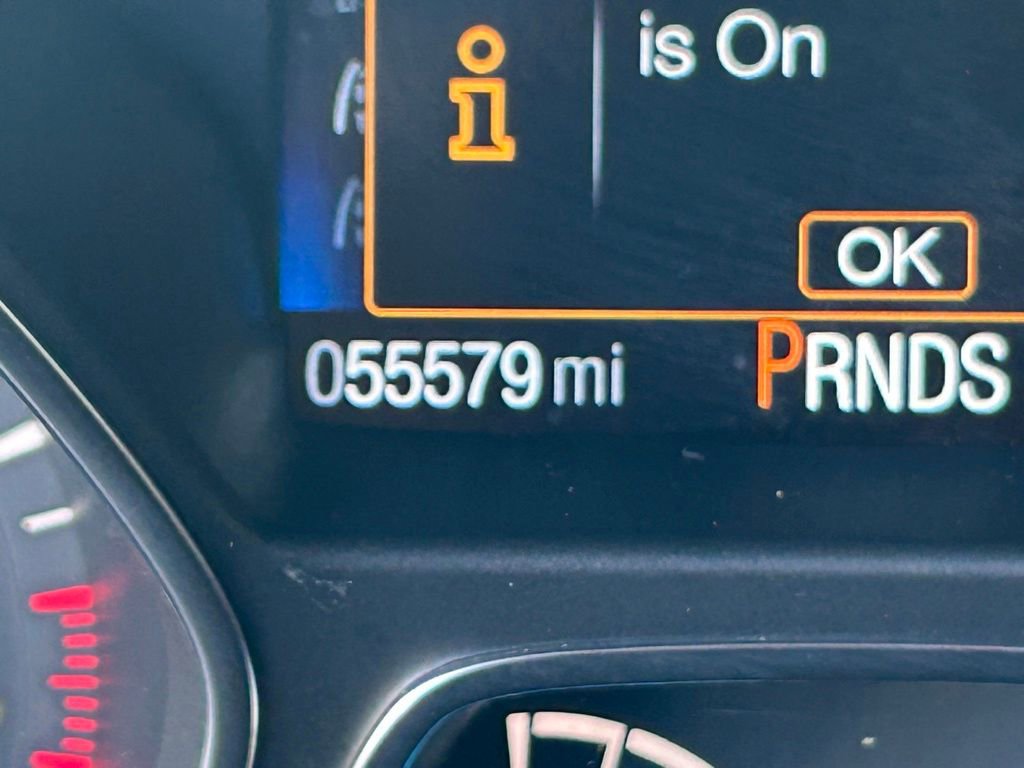 is On
OK
055579 mi
PRNDS